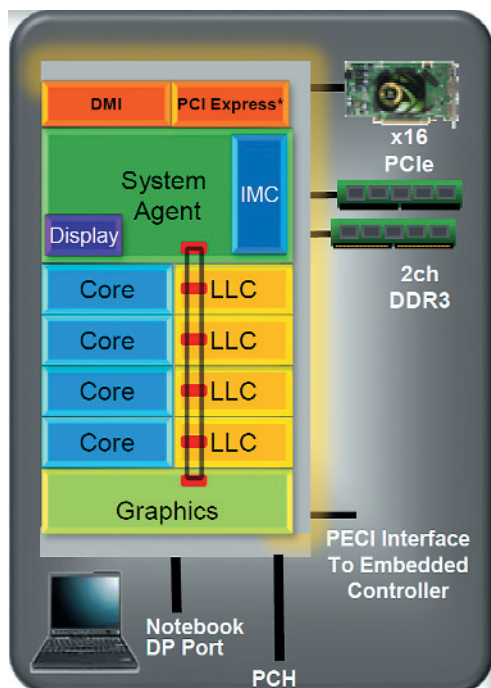 DMI
PCI Express*
x16
PCIe
System
Agent
IMC
Display
2ch
DDR3
Core
LLC
Core
LLC
Core
LLC
Core
LLC
Graphics
PECI Interface
To Embedded
Controller
Notebook
DP Port
PCH